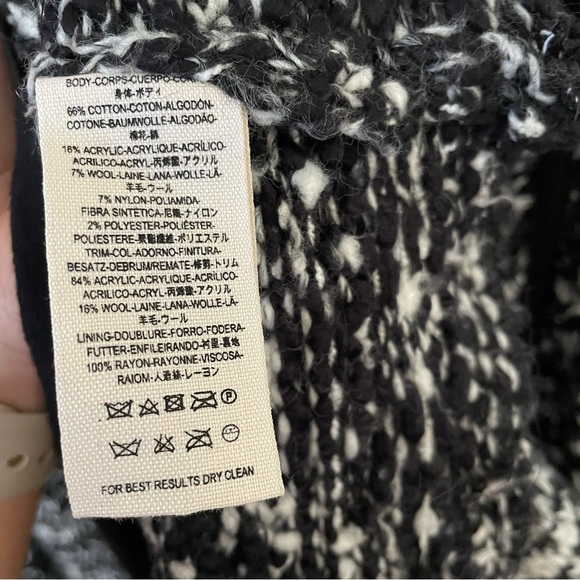 BODY-CORPS-CUERPO-
身体-ボディ
66% COTTON-COTON-ALGODÓN-
COTONE-BAUMWOLLE-ALGODÃO-
棉花-綿
18% ACRYLIC-ACRYLIQUE-ACRÍLICO-
ACRILICO-ACRYL-丙烯酸-アクリル
7% WOOL-LAINE-LANA-WOLLE-LÃ-
羊毛-ウール
7% NYLON-POLIAMIDA-
FIBRA SINTÉTICA-尼龍-ナイロン
2% POLYESTER-POLIÉSTER-
POLIESTERE-聚酯纖維-ポリエステル
TRIM-COL-ADORNO-FINITURA-
BESATZ-DEBRUM/REMATE-修剪-トリム
84% ACRYLIC-ACRYLIQUE-ACRÍLICO-
ACRILICO-ACRYL-丙烯酸-アクリル
16% WOOL-LAINE-LANA-WOLLE-LÃ-
羊毛-ウール
LINING-DOUBLURE-FORRO-FODERA-
FUTTER-ENFILEIRANDO-衬里-裏地
100% RAYON-RAYONNE-VISCOSA-
RAIOM-人造絲-レーヨン
P
FOR BEST RESULTS DRY CLEAN